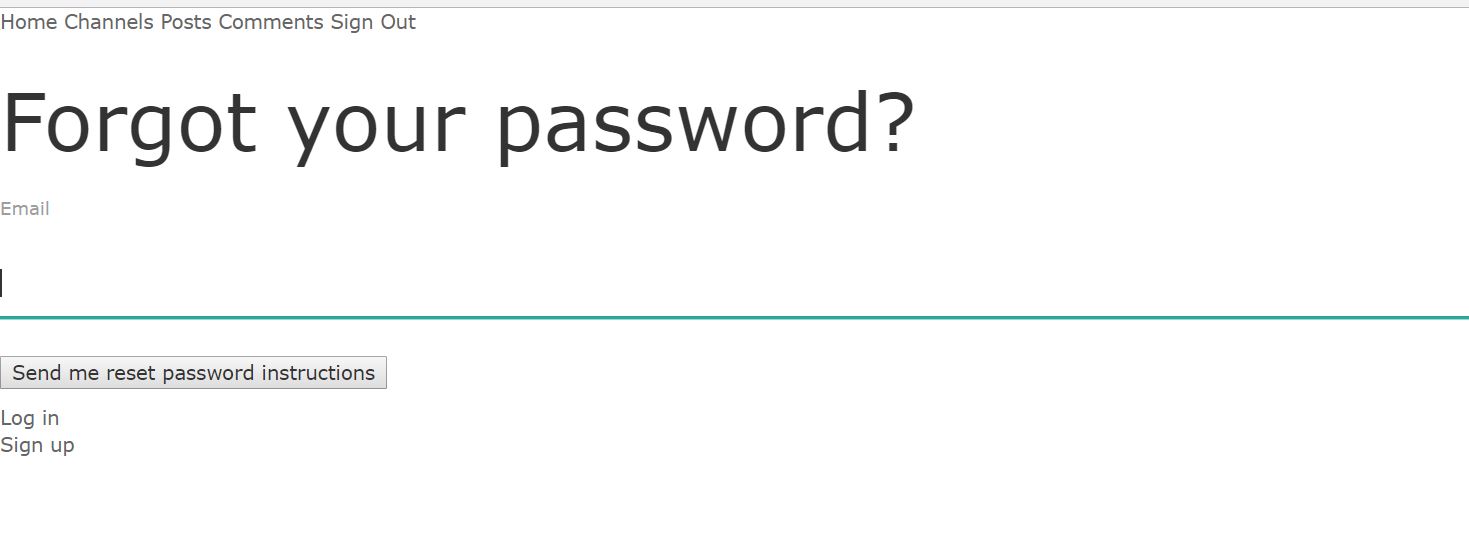 Home Channels Posts Comments Sign Out
Forgot your password?
Email
Send me reset password instructions
Log in
Sign up